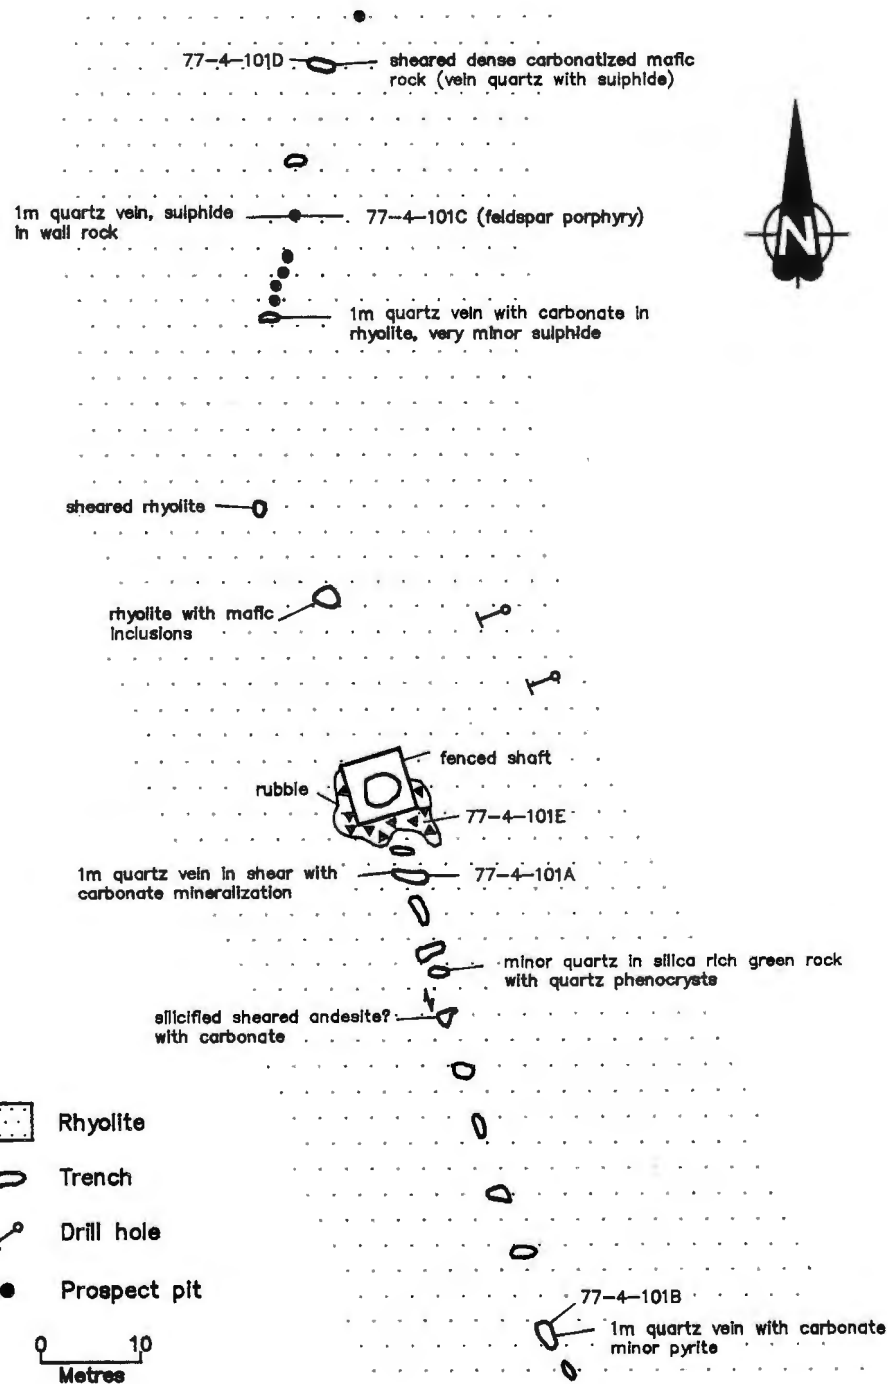 77-4-101D
sheared dense carbonatized mafic
rock (vein quartz with sulphide)
N
1m quartz vein, sulphide
in wall rock
77-4-101C (feldspar porphyry)
1m quartz vein with carbonate in
rhyolite, very minor sulphide
sheared rhyolite
rhyolite with mafic
inclusions
fenced shaft
rubble
77-4-101E
1m quartz vein in shear with
carbonate mineralization
77-4-101A
minor quartz in silica rich green rock
with quartz phenocrysts
silicified sheared andesite?
with carbonate
Rhyolite
Trench
Drill hole
Prospect pit
0 10
Metres
77-4-101B
1m quartz vein with carbonate
minor pyrite